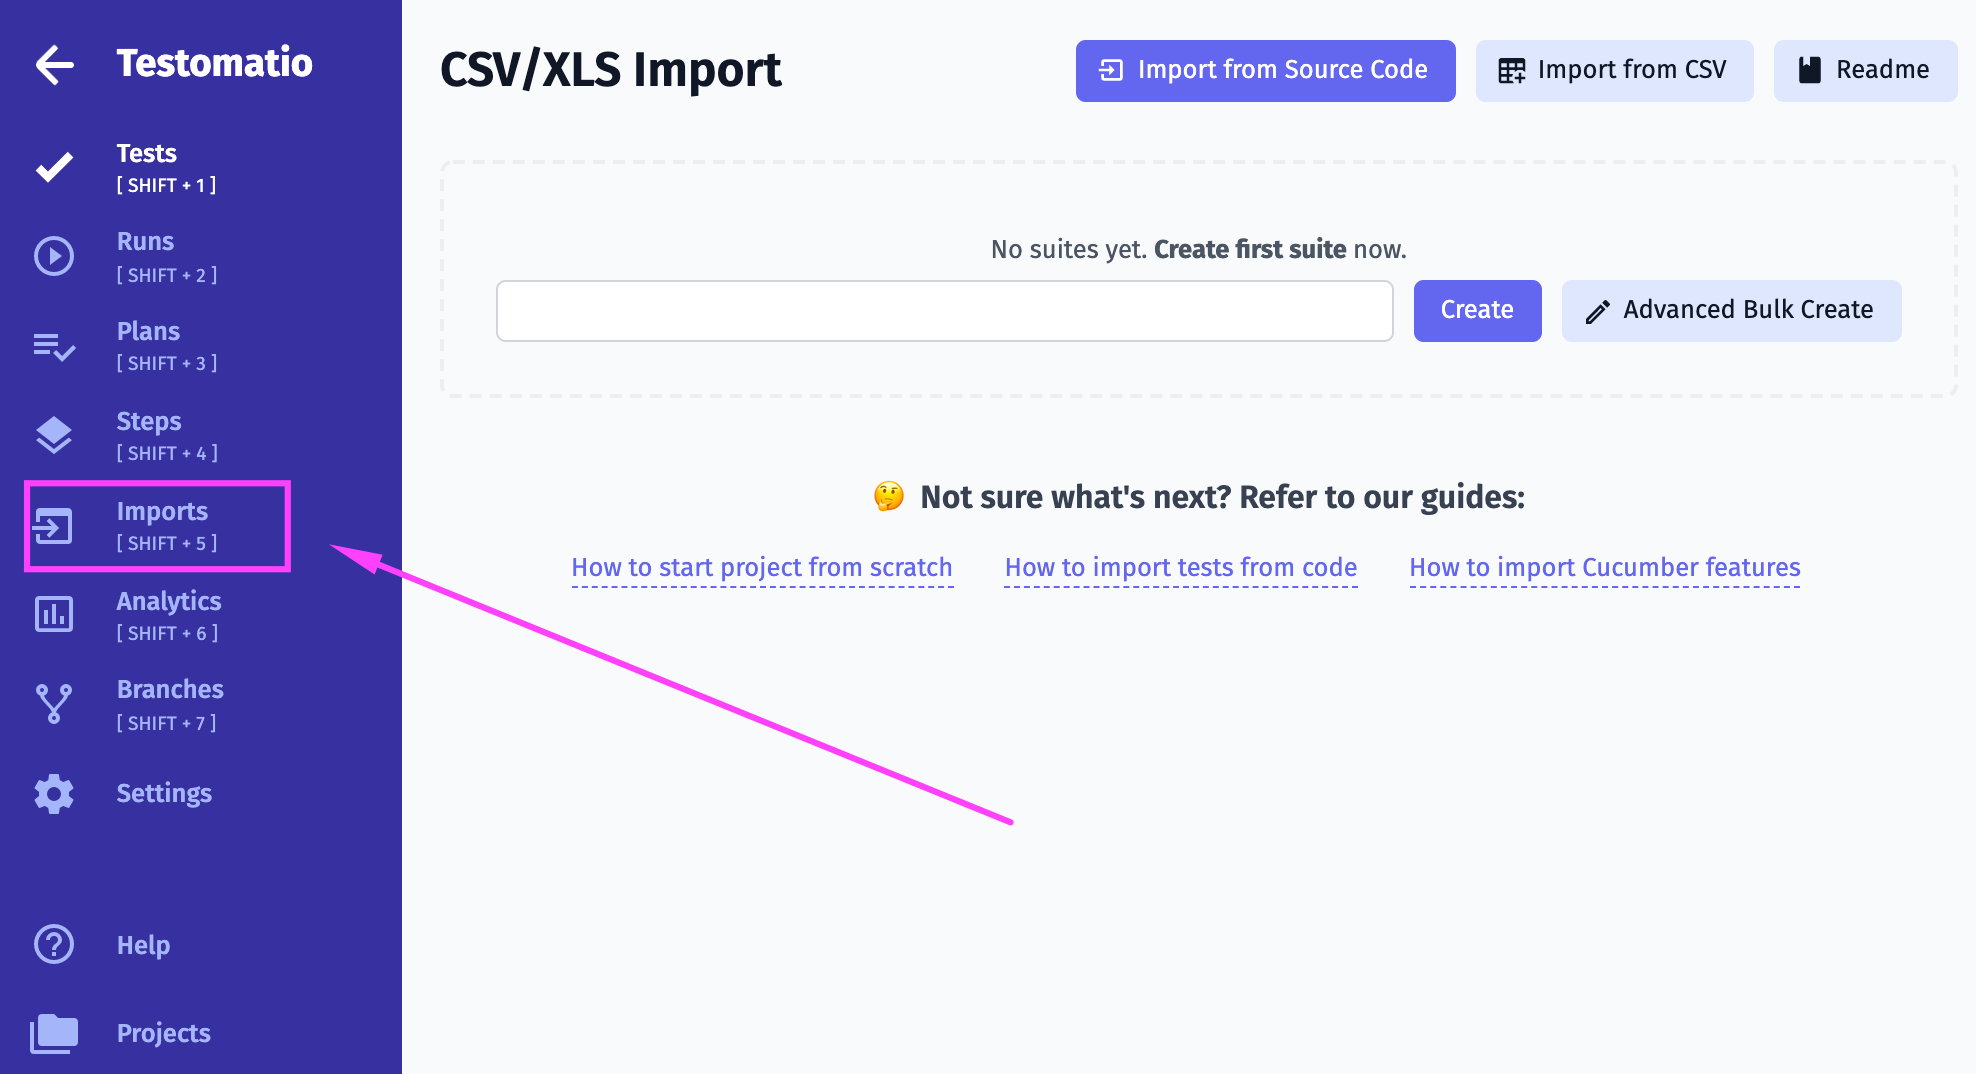 Testomatio
Tests
[ SHIFT + 1 ]
Runs
[ SHIFT + 2 ]
Plans
[ SHIFT + 3 ]
Steps
[ SHIFT + 4 ]
Imports
[ SHIFT + 5 ]
Analytics
[ SHIFT + 6 ]
Branches
[ SHIFT + 7 ]
Settings
Help
Projects
CSV/XLS Import
Import from Source Code
Import from CSV
Readme
No suites yet. Create first suite now.
Create
Advanced Bulk Create
🤔 Not sure what's next? Refer to our guides:
How to start project from scratch
How to import tests from code
How to import Cucumber features